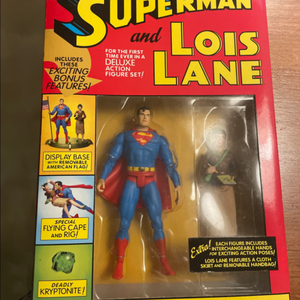 SUPERMAN
and LOIS
LANE
INCLUDES
THESE
EXCITING
BONUS
FEATURES!
FOR THE FIRST
TIME EVER IN A
DELUXE
ACTION
FIGURE SET!
DISPLAY BASE
WITH REMOVABLE
AMERICAN FLAG!
SPECIAL
FLYING CAPE
AND RIG!
DEADLY
KRYPTONITE!
Extra!
EACH FIGURE INCLUDES
INTERCHANGEABLE HANDS
FOR EXCITING ACTION POSES!
LOIS LANE FEATURES A CLOTH
SKIRT AND REMOVABLE HANDBAG!